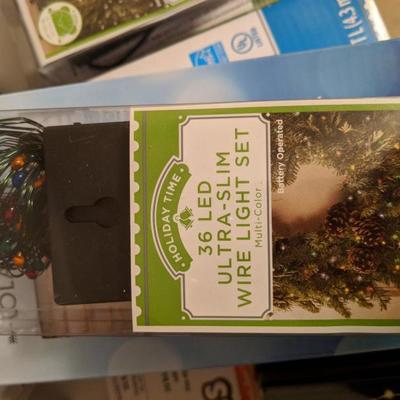 HOLIDAY TIME
36 LED
ULTRA-SLIM
WIRE LIGHT SET
Multi-Color
Battery Operated